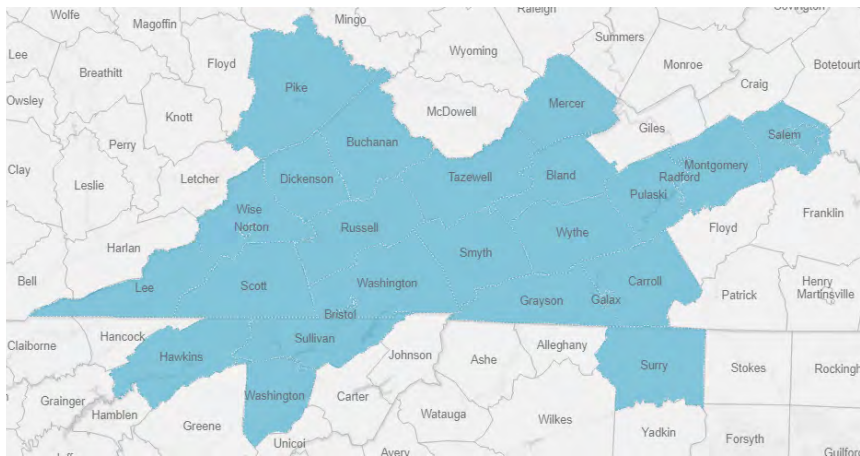 Wolfe
Magoffin
Mingo
Raleigh
Covington
Lee
Floyd
Wyoming
Summers
Breathitt
Monroe
Botetourt
Craig
Pike
Owsley
Mercer
McDowell
Knott
Giles
Salem
Perry
Buchanan
Montgomery
Clay
Letcher
Tazewell
Bland
Radford
Leslie
Dickenson
Pulaski
Franklin
Wise
Norton
Russell
Wythe
Floyd
Harlan
Smyth
Bell
Lee
Scott
Washington
Carroll
Henry
Patrick
Martinsville
Grayson
Galax
Bristol
Hancock
Sullivan
Claiborne
Hawkins
Johnson
Ashe
Alleghany
Surry
Stokes
Rockingh
Washington
Carter
Grainger
Hamblen
Watauga
Wilkes
Greene
Yadkin
Forsyth
Unicoi
Avery
Guilford